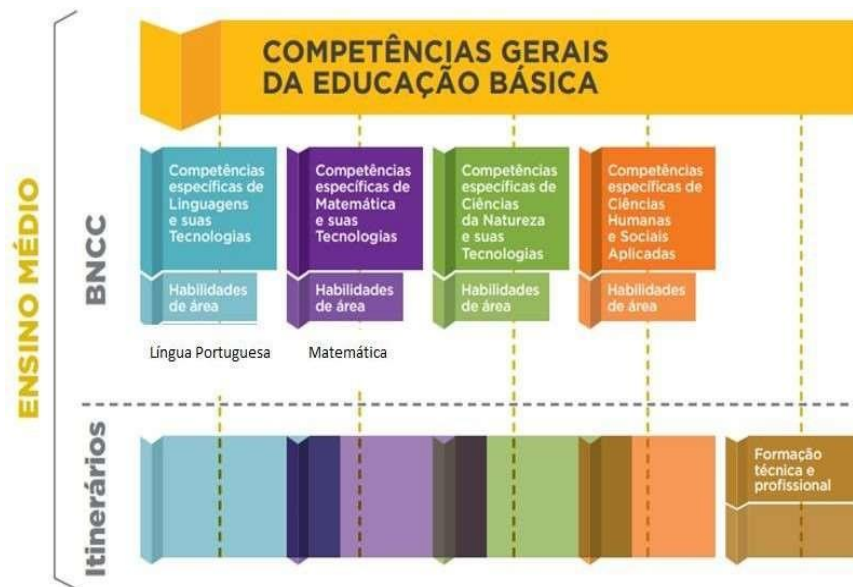 COMPETÊNCIAS GERAIS
DA EDUCAÇÃO BÁSICA
ENSINO MÉDIO
BNCC
Competências
específicas de
Linguagens
e suas
Tecnologias
Habilidades
de área
Língua Portuguesa
Competências
específicas de
Matemática
e suas
Tecnologias
Habilidades
de área
Matemática
Competências
específicas de
Ciências
da Natureza
e suas
Tecnologias
Habilidades
de área
Competências
específicas de
Ciências
Humanas
e Sociais
Aplicadas
Habilidades
de área
Itinerários
Formação
técnica e
profissional